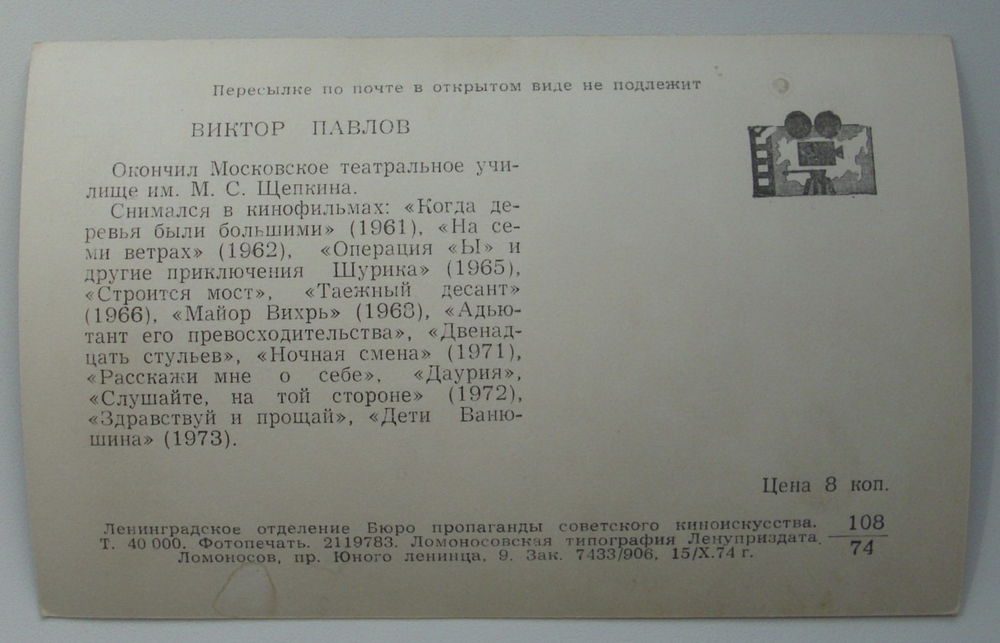 Пересылке по почте в открытом виде не подлежит
ВИКТОР ПАВЛОВ
Окончил Московское театральное учи-
лище им. М. С. Щепкина.
Снимался в кинофильмах: «Когда де-
ревья были большими» (1961), «На се-
ми ветрах» (1962), «Операция «Ы» и
другие приключения Шурика» (1965),
«Строится мост», «Таежный десант»
(1966), «Майор Вихрь» (1968), «Адъю-
тант его превосходительства», «Двенад-
цать стульев», «Ночная смена» (1971),
«Расскажи мне о себе», «Даурия»,
«Слушайте, на той стороне» (1972),
«Здравствуй и прощай», «Дети Ваню-
шина» (1973).
Цена 8 коп.
Ленинградское отделение Бюро пропаганды советского киноискусства.
Т. 40 000. Фотопечать. 2119783. Ломоносовская типография Ленуприздата.
Ломоносов, пр. Юного ленинца, 9. Зак. 7433/906, 15/X.74 г.
108
74